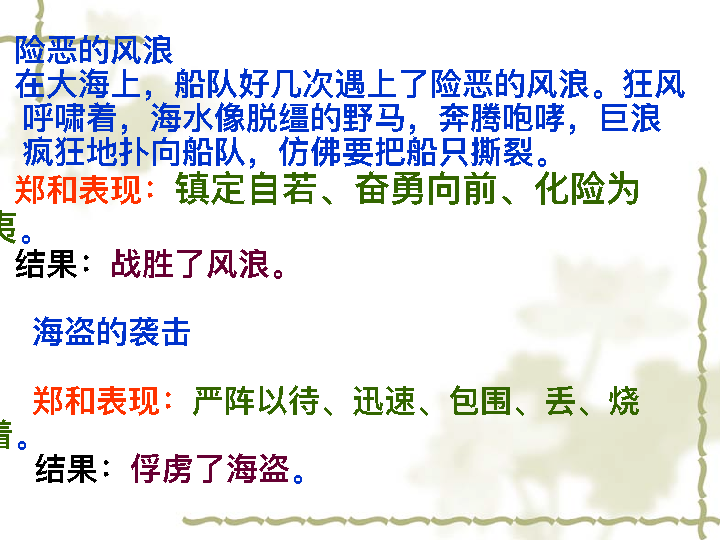 险恶的风浪
在大海上，船队好几次遇上了险恶的风浪。狂风
呼啸着，海水像脱缰的野马，奔腾咆哮，巨浪
疯狂地扑向船队，仿佛要把船只撕裂。
郑和表现：镇定自若、奋勇向前、化险为
夷。
结果：战胜了风浪。
海盗的袭击
郑和表现：严阵以待、迅速、包围、丢、烧
着。
结果：俘虏了海盗。